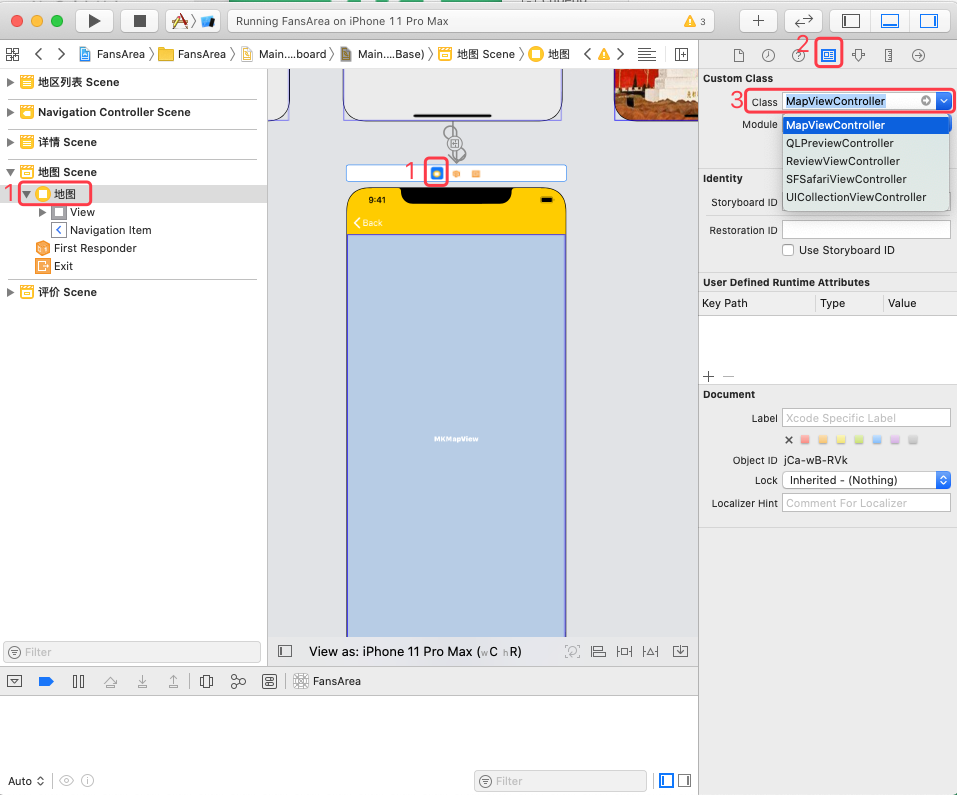 Running FansArea on iPhone 11 Pro Max
3
FansArea
FansArea
Main....board
Main....Base)
地图 Scene
地图
2
地区列表 Scene
Navigation Controller Scene
详情 Scene
地图 Scene
1
地图
View
Navigation Item
First Responder
Exit
评价 Scene
Filter
1
9:41
Back
MKMapView
View as: iPhone 11 Pro Max (wC hR)
Custom Class
3
Class
MapViewController
Module
MapViewController
QLPreviewController
ReviewViewController
SFSafariViewController
UICollectionViewController
Identity
Storyboard ID
Restoration ID
Use Storyboard ID
User Defined Runtime Attributes
Key Path
Type
Value
Document
Label
Xcode Specific Label
Object ID
jCa-wB-RVk
Lock
Inherited - (Nothing)
Localizer Hint
Comment For Localizer
FansArea
Auto
Filter